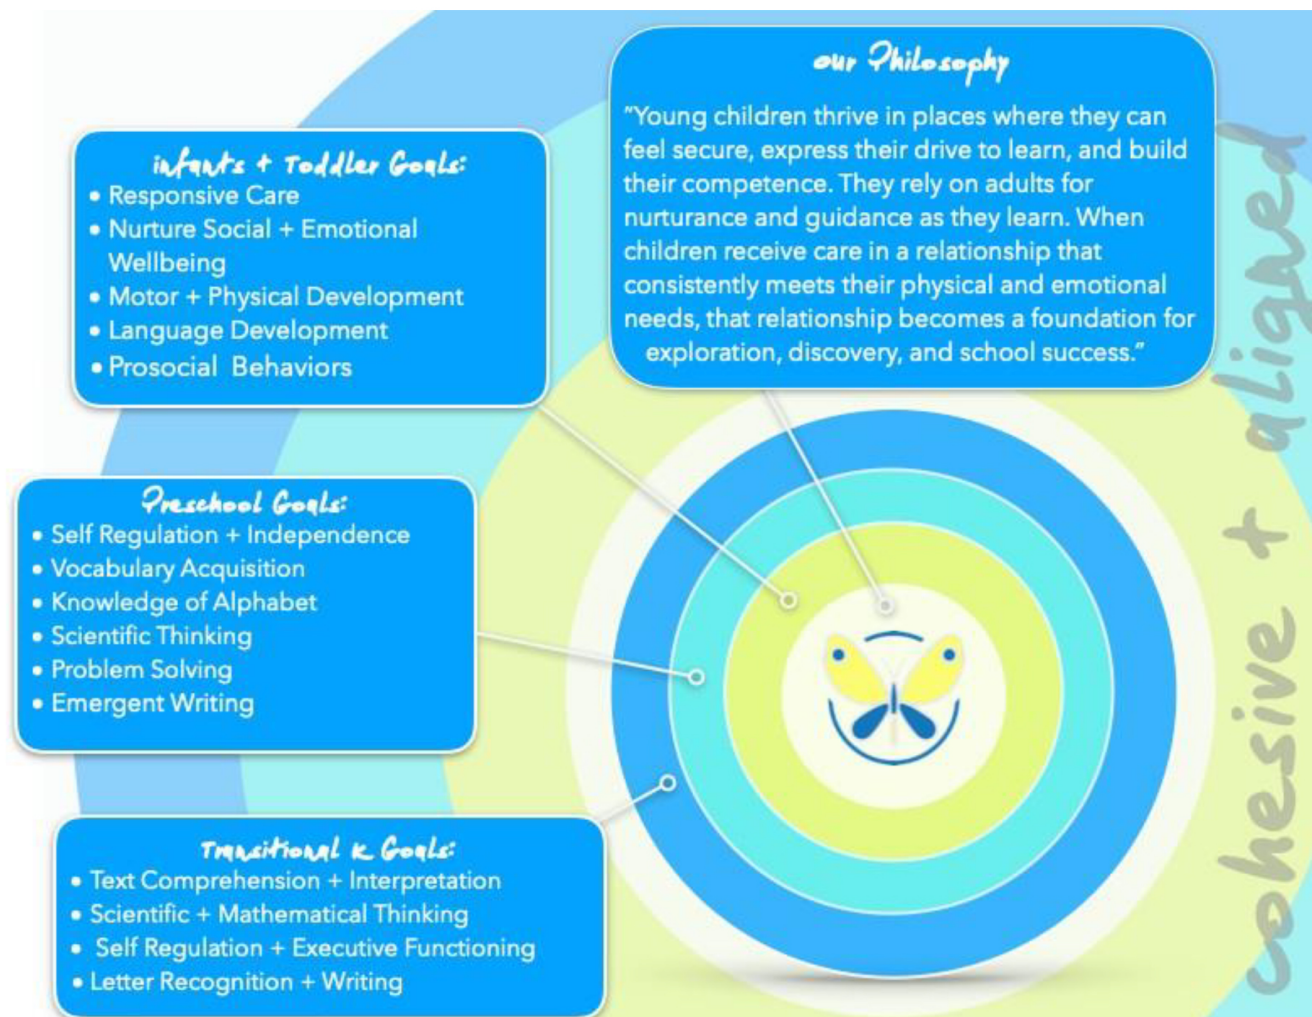 our Philosophy
"Young children thrive in places where they can
feel secure, express their drive to learn, and build
their competence. They rely on adults for
nurturance and guidance as they learn. When
children receive care in a relationship that
consistently meets their physical and emotional
needs, that relationship becomes a foundation for
exploration, discovery, and school success."
infants + Toddler Goals:
• Responsive Care
• Nurture Social + Emotional
Wellbeing
• Motor + Physical Development
• Language Development
• Prosocial Behaviors
Preschool Goals:
• Self Regulation + Independence
• Vocabulary Acquisition
• Knowledge of Alphabet
• Scientific Thinking
• Problem Solving
• Emergent Writing
Transitional K Goals:
• Text Comprehension + Interpretation
• Scientific + Mathematical Thinking
• Self Regulation + Executive Functioning
• Letter Recognition + Writing
cohesive + aligned